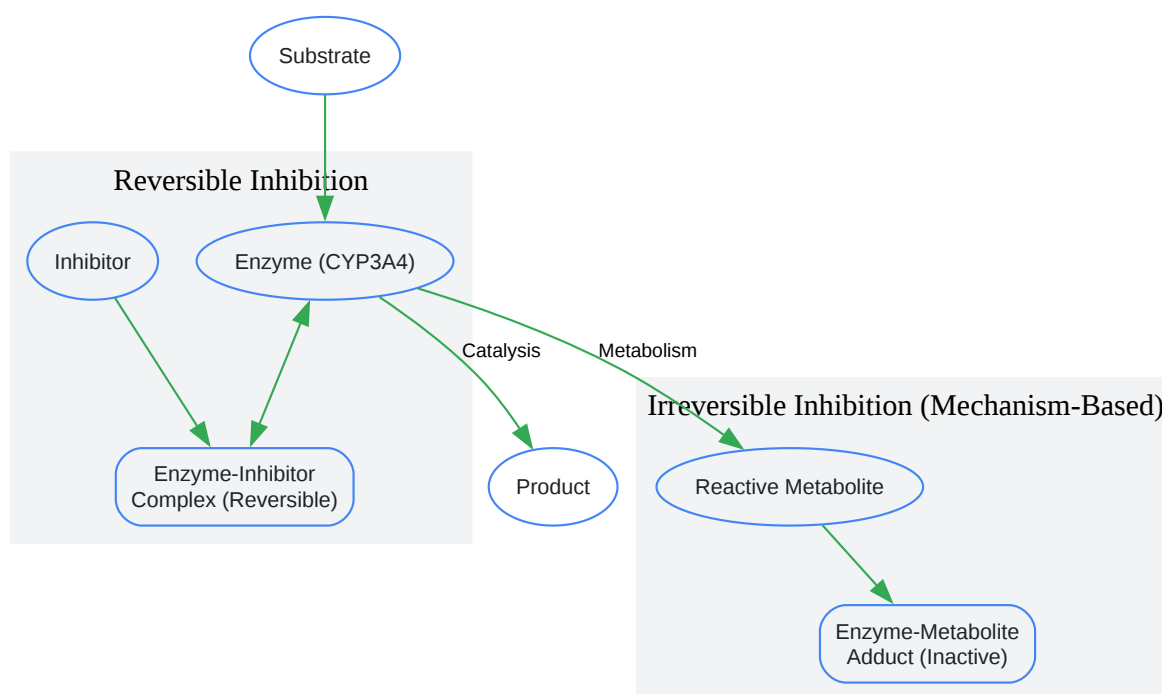 Substrate
Reversible Inhibition
Inhibitor
Enzyme (CYP3A4)
Catalysis
Metabolism
Irreversible Inhibition (Mechanism-Based)
Enzyme-Inhibitor
Complex (Reversible)
Product
Reactive Metabolite
Enzyme-Metabolite
Adduct (Inactive)